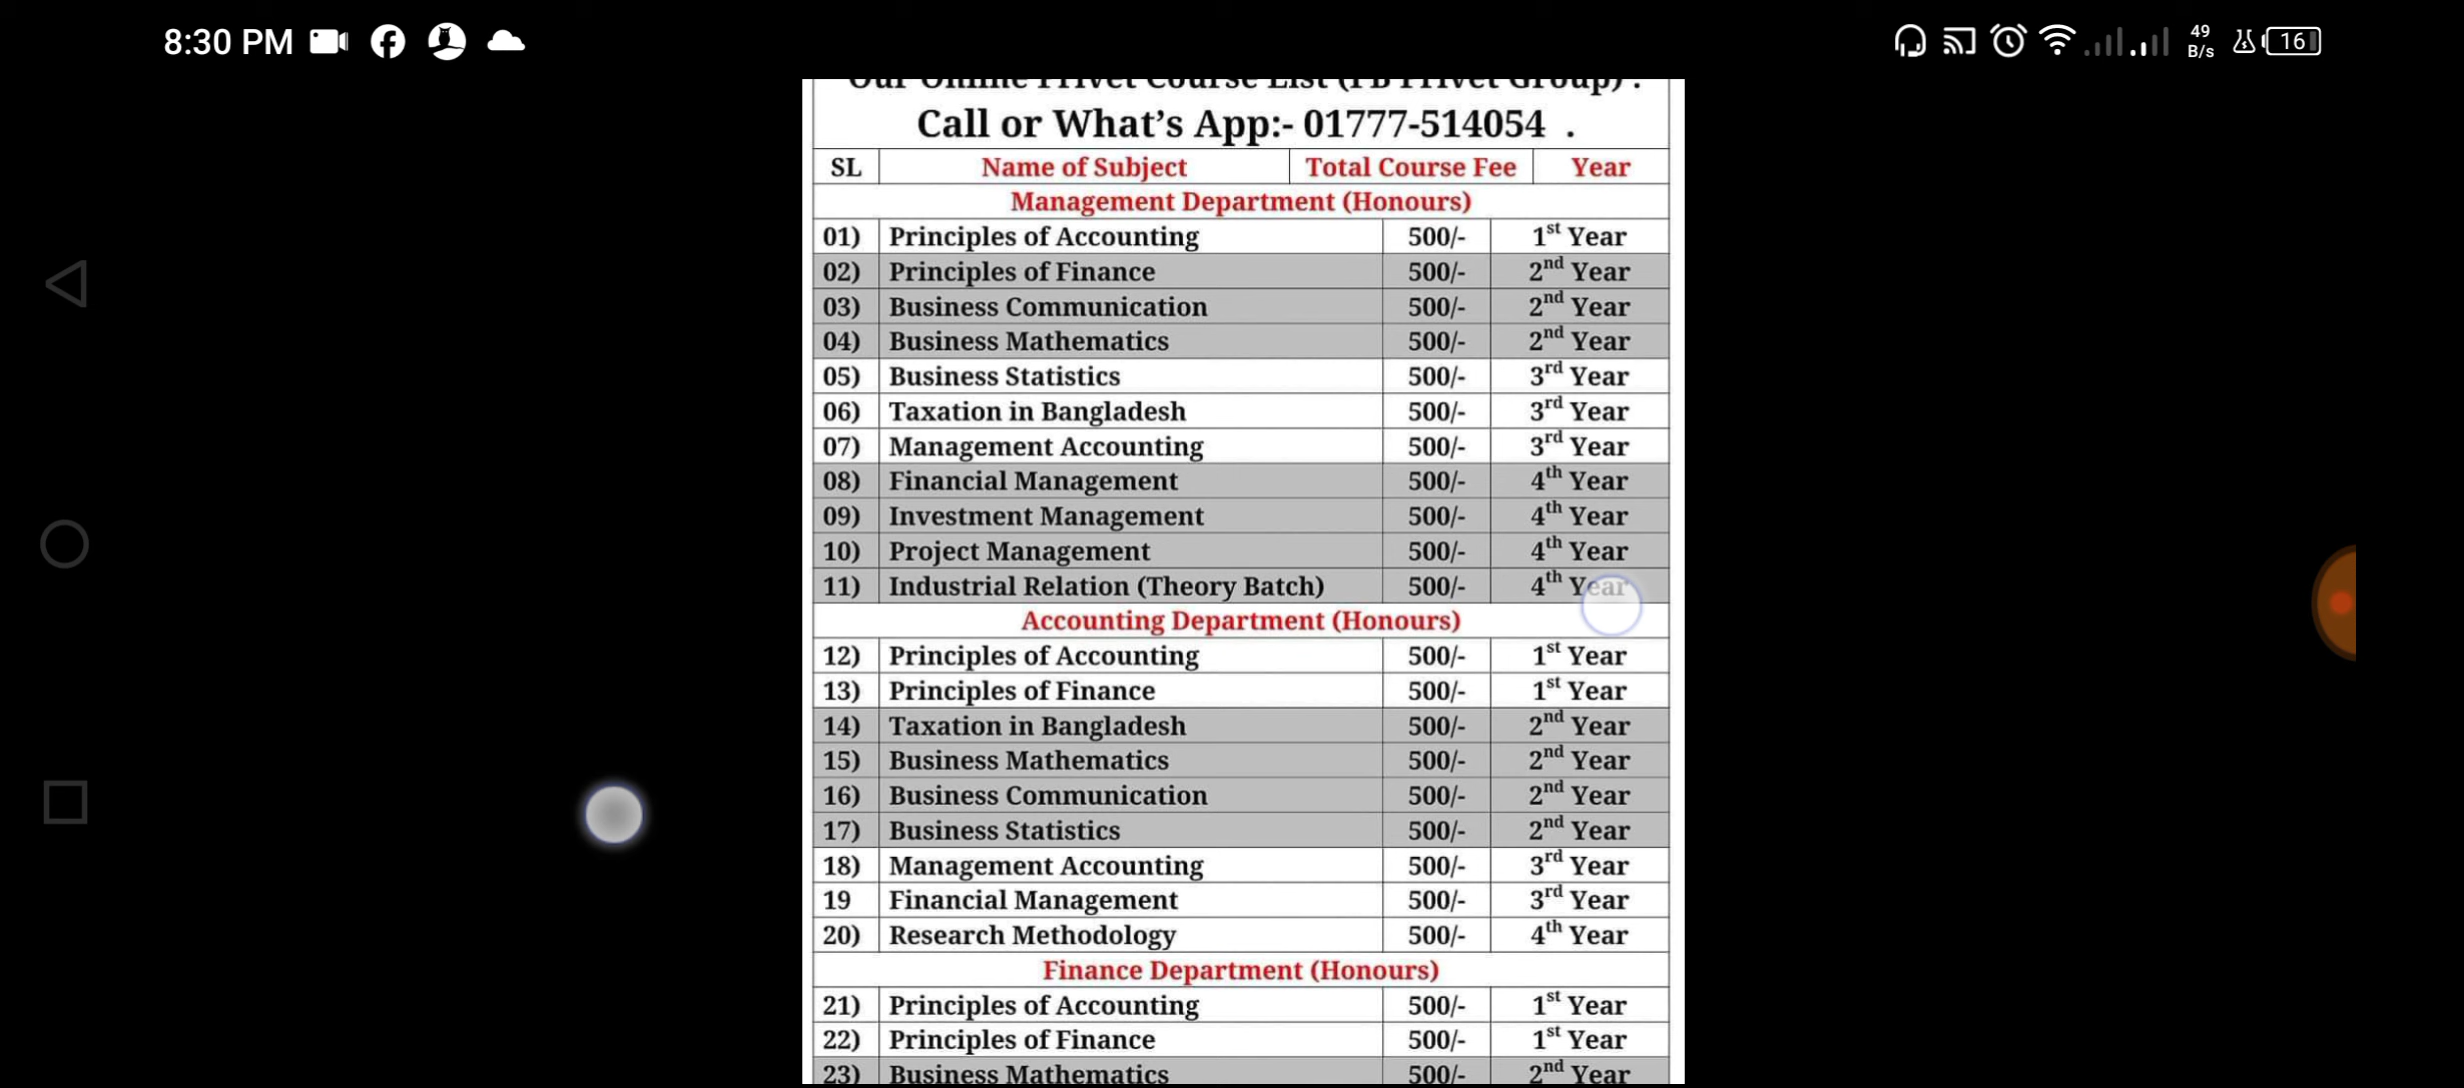 8:30 PM 49 B/s 16
Our Online Privet Course List (FB Privet Group) .
Call or What’s App:- 01777-514054 .
SL Name of Subject Total Course Fee Year
Management Department (Honours)
01) Principles of Accounting 500/- 1st Year
02) Principles of Finance 500/- 2nd Year
03) Business Communication 500/- 2nd Year
04) Business Mathematics 500/- 2nd Year
05) Business Statistics 500/- 3rd Year
06) Taxation in Bangladesh 500/- 3rd Year
07) Management Accounting 500/- 3rd Year
08) Financial Management 500/- 4th Year
09) Investment Management 500/- 4th Year
10) Project Management 500/- 4th Year
11) Industrial Relation (Theory Batch) 500/- 4th Year
Accounting Department (Honours)
12) Principles of Accounting 500/- 1st Year
13) Principles of Finance 500/- 1st Year
14) Taxation in Bangladesh 500/- 2nd Year
15) Business Mathematics 500/- 2nd Year
16) Business Communication 500/- 2nd Year
17) Business Statistics 500/- 2nd Year
18) Management Accounting 500/- 3rd Year
19 Financial Management 500/- 3rd Year
20) Research Methodology 500/- 4th Year
Finance Department (Honours)
21) Principles of Accounting 500/- 1st Year
22) Principles of Finance 500/- 1st Year
23) Business Mathematics 500/- 2nd Year